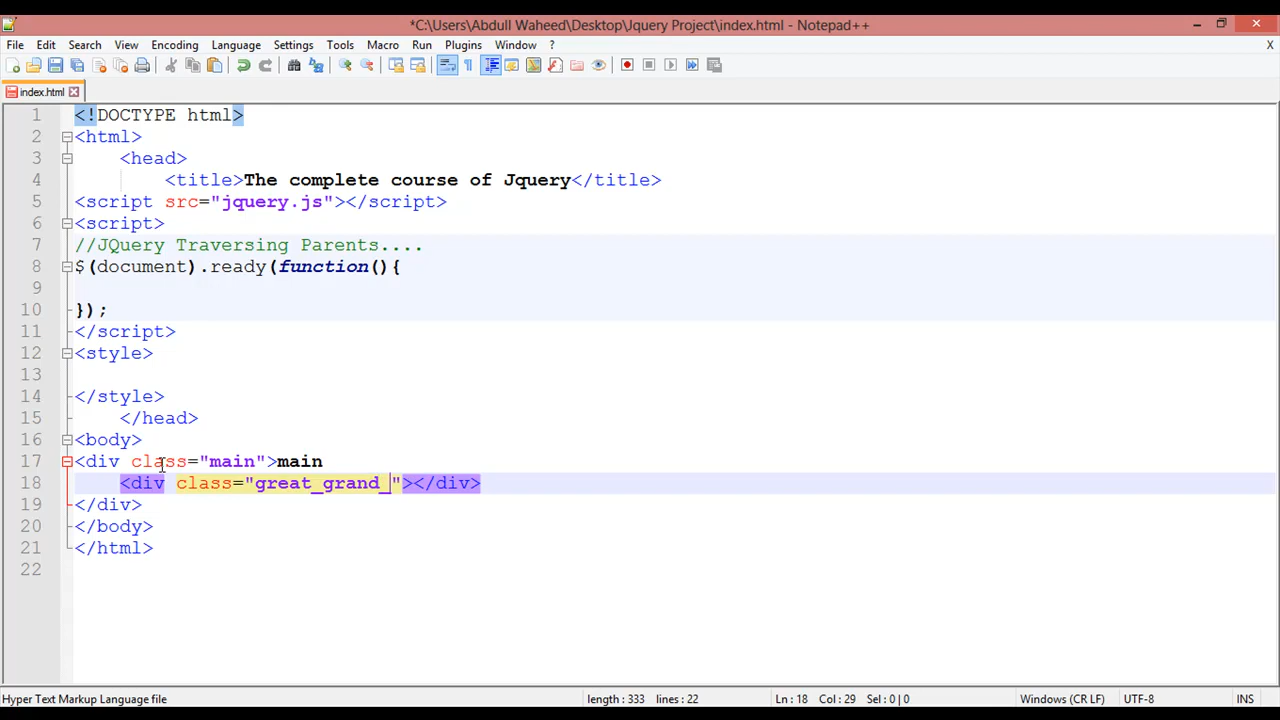 *C:\Users\Abdull Waheed\Desktop\Jquery Project\index.html - Notepad++
File Edit Search View Encoding Language Settings Tools Macro Run Plugins Window ? X
index.html
1 <!DOCTYPE html>
2 <html>
3 <head>
4 <title>The complete course of Jquery</title>
5 <script src="jquery.js"></script>
6 <script>
7 //JQuery Traversing Parents....
8 $(document).ready(function(){
9
10 });
11 </script>
12 <style>
13
14 </style>
15 </head>
16 <body>
17 <div class="main">main
18 <div class="great_grand_"></div>
19 </div>
20 </body>
21 </html>
22
Hyper Text Markup Language file length : 333 lines : 22 Ln : 18 Col : 29 Sel : 0 | 0 Windows (CR LF) UTF-8 INS